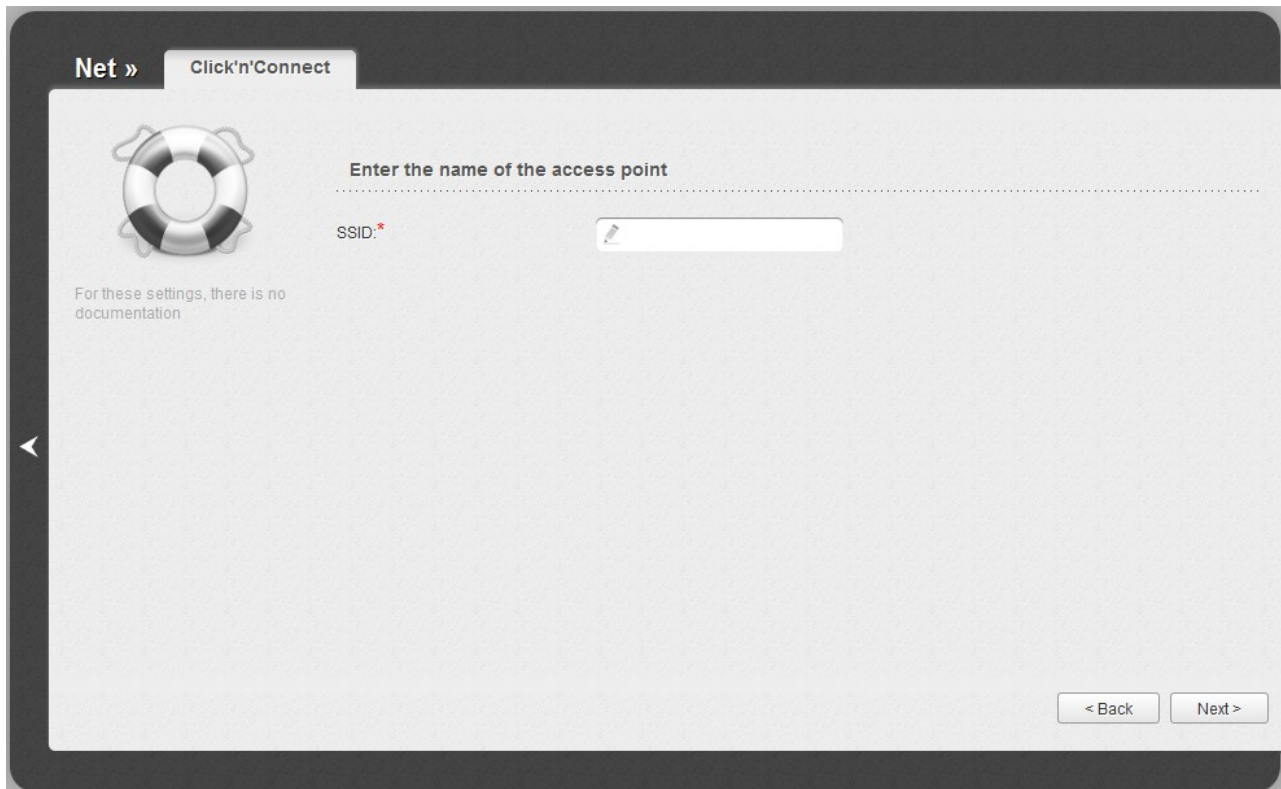 Net »
Click'n'Connect
Enter the name of the access point
SSID:*
For these settings, there is no
documentation
< Back
Next >